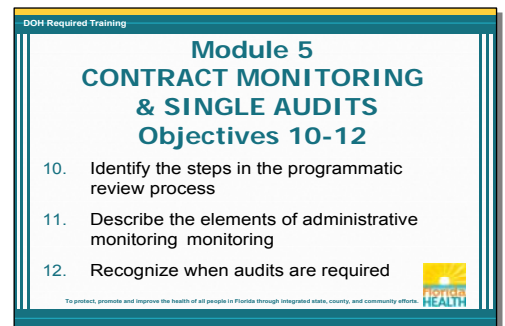 DOH Required Training
Module 5
CONTRACT MONITORING
& SINGLE AUDITS
Objectives 10-12
10. Identify the steps in the programmatic
review process
11. Describe the elements of administrative
monitoring monitoring
12. Recognize when audits are required
To protect, promote and improve the health of all people in Florida through integrated state, county, and community efforts.
Florida
HEALTH